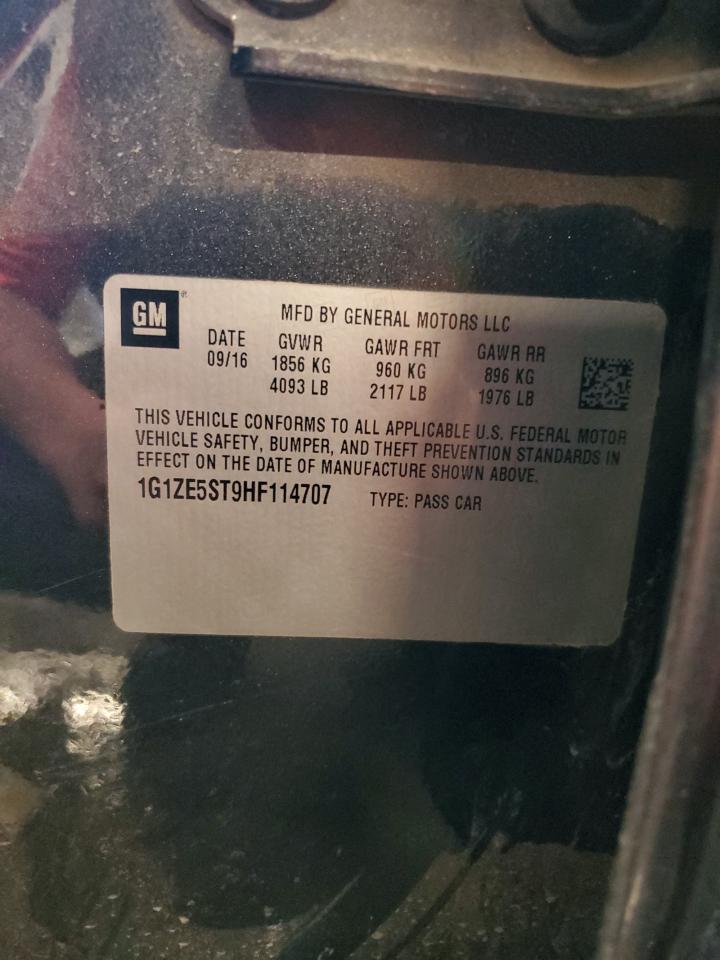 GM®
MFD BY GENERAL MOTORS LLC
DATE GVWR GAWR FRT GAWR RR
09/16 1856 KG 960 KG 896 KG
4093 LB 2117 LB 1976 LB
THIS VEHICLE CONFORMS TO ALL APPLICABLE U.S. FEDERAL MOTOR
VEHICLE SAFETY, BUMPER, AND THEFT PREVENTION STANDARDS IN
EFFECT ON THE DATE OF MANUFACTURE SHOWN ABOVE.
1G1ZE5ST9HF114707 TYPE: PASS CAR